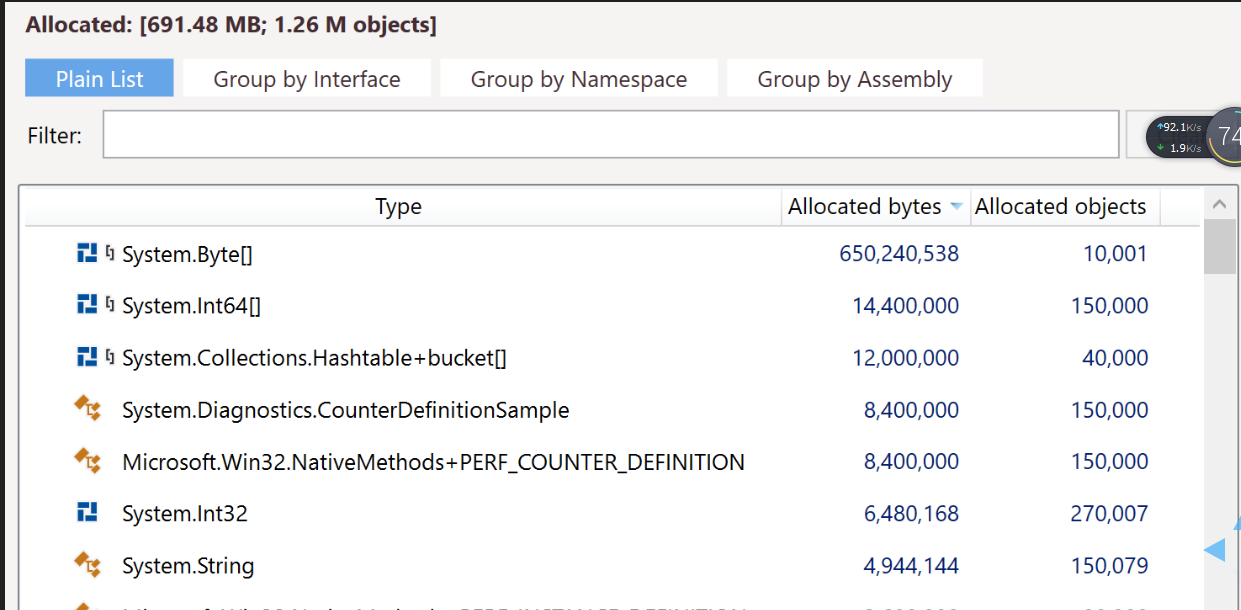 Allocated: [691.48 MB; 1.26 M objects]
Plain List Group by Interface Group by Namespace Group by Assembly
Filter:
↑92.1K/s
74
↓ 1.9K/s
Type Allocated bytes Allocated objects
System.Byte[] 650,240,538 10,001
System.Int64[] 14,400,000 150,000
System.Collections.Hashtable+bucket[] 12,000,000 40,000
System.Diagnostics.CounterDefinitionSample 8,400,000 150,000
Microsoft.Win32.NativeMethods+PERF_COUNTER_DEFINITION 8,400,000 150,000
System.Int32 6,480,168 270,007
System.String 4,944,144 150,079